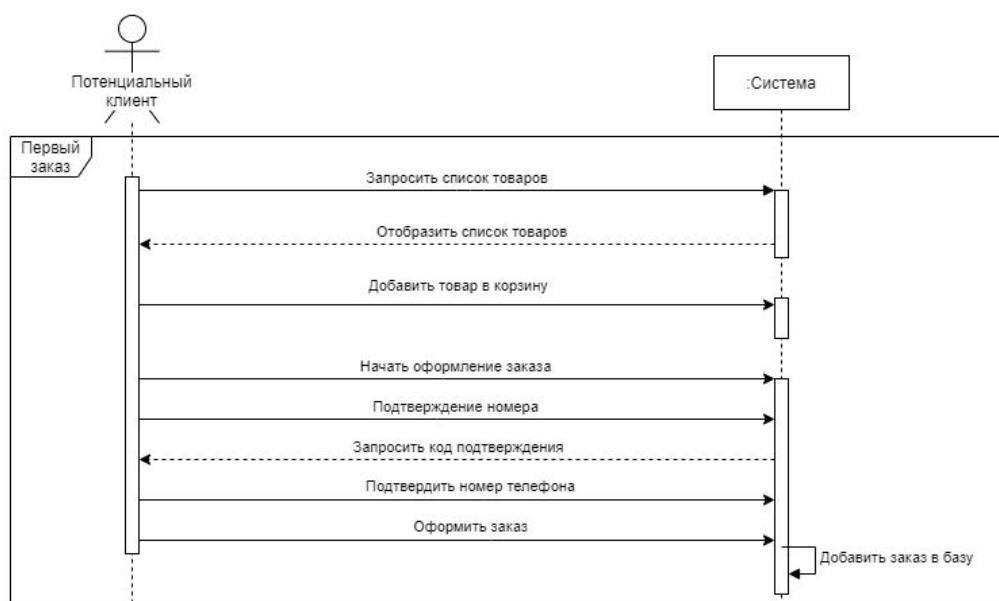 Потенциальный
клиент
:Система
Первый
заказ
Запросить список товаров
Отобразить список товаров
Добавить товар в корзину
Начать оформление заказа
Подтверждение номера
Запросить код подтверждения
Подтвердить номер телефона
Оформить заказ
Добавить заказ в базу